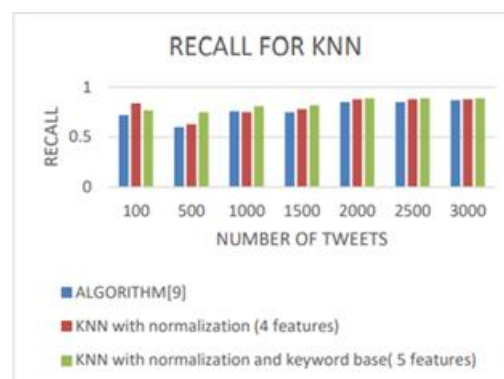 RECALL FOR KNN
1
0.5
0
RECALL
100 500 1000 1500 2000 2500 3000
NUMBER OF TWEETS
ALGORITHM[9]
KNN with normalization (4 features)
KNN with normalization and keyword base( 5 features)